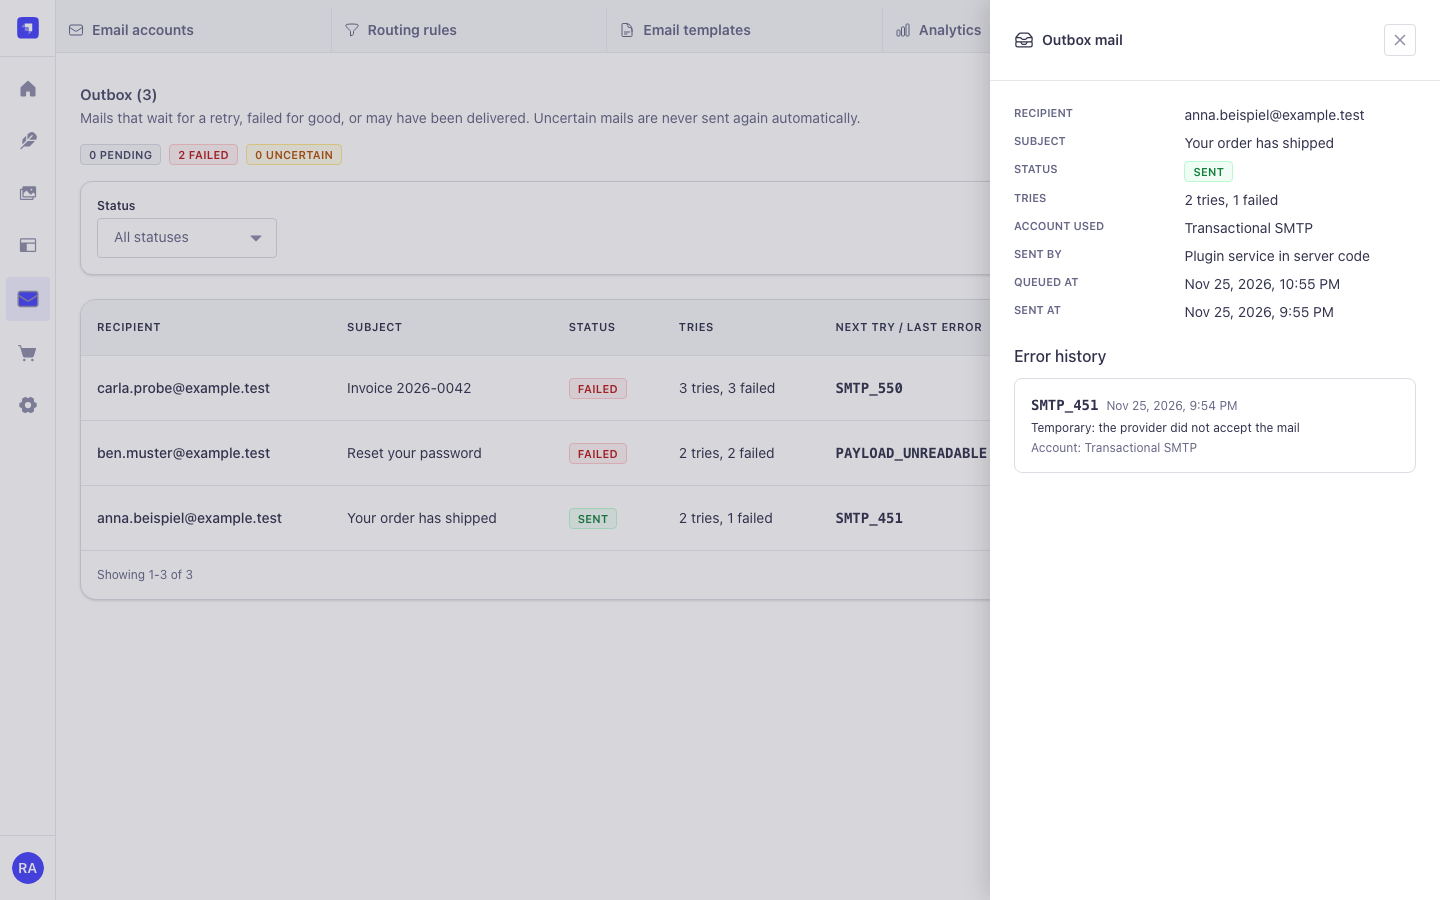 Email accounts
Routing rules
Email templates
Analytics
Outbox (3)
Mails that wait for a retry, failed for good, or may have been delivered. Uncertain mails are never sent again automatically.
0 PENDING 2 FAILED 0 UNCERTAIN
Status
All statuses
RECIPIENT SUBJECT STATUS TRIES NEXT TRY / LAST ERROR
carla.probe@example.test Invoice 2026-0042 FAILED 3 tries, 3 failed SMTP_550
ben.muster@example.test Reset your password FAILED 2 tries, 2 failed PAYLOAD_UNREADABLE
anna.beispiel@example.test Your order has shipped SENT 2 tries, 1 failed SMTP_451
Showing 1-3 of 3
RA
Outbox mail
RECIPIENT anna.beispiel@example.test
SUBJECT Your order has shipped
STATUS SENT
TRIES 2 tries, 1 failed
ACCOUNT USED Transactional SMTP
SENT BY Plugin service in server code
QUEUED AT Nov 25, 2026, 10:55 PM
SENT AT Nov 25, 2026, 9:55 PM
Error history
SMTP_451 Nov 25, 2026, 9:54 PM
Temporary: the provider did not accept the mail
Account: Transactional SMTP